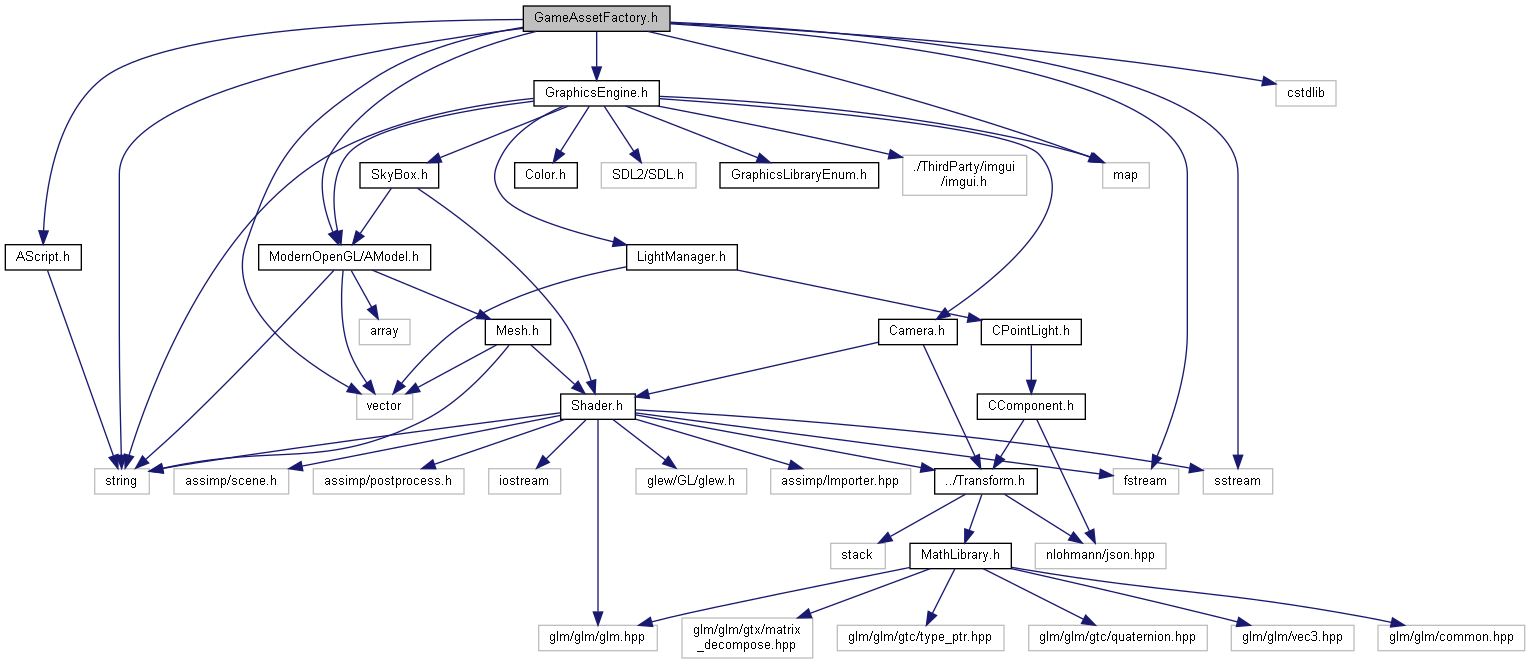 GameAssetFactory.h
GraphicsEngine.h
cstdlib
SkyBox.h
Color.h
SDL2/SDL.h
GraphicsLibraryEnum.h
./ThirdParty/imgui
/imgui.h
map
AScript.h
ModernOpenGL/AModel.h
LightManager.h
array
Mesh.h
Camera.h
CPointLight.h
vector
Shader.h
CComponent.h
string
assimp/scene.h
assimp/postprocess.h
iostream
glew/GL/glew.h
assimp/Importer.hpp
../Transform.h
fstream
sstream
stack
MathLibrary.h
nlohmann/json.hpp
glm/glm/glm.hpp
glm/glm/gtx/matrix
_decompose.hpp
glm/glm/gtc/type_ptr.hpp
glm/glm/gtc/quaternion.hpp
glm/glm/vec3.hpp
glm/glm/common.hpp